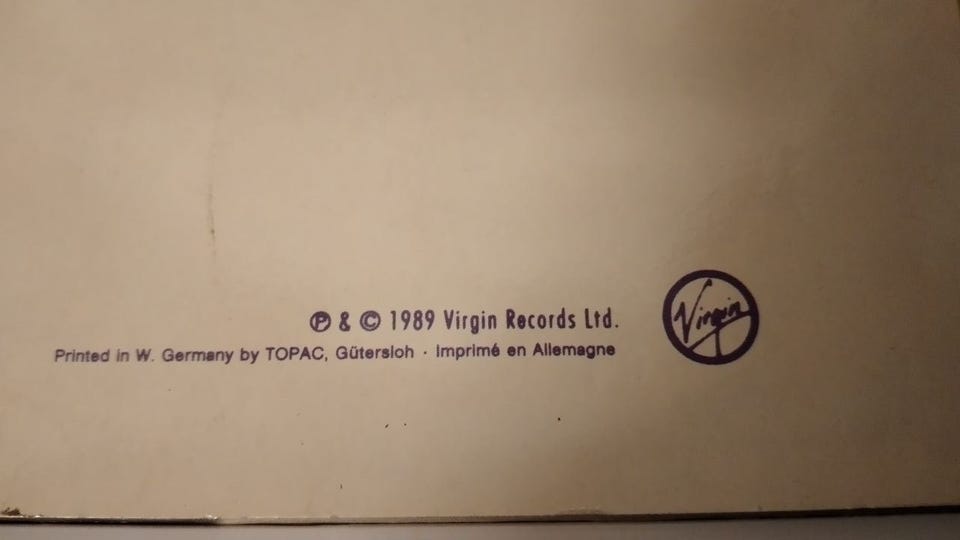 ℗ & © 1989 Virgin Records Ltd.
Printed in W. Germany by TOPAC, Gütersloh · Imprimé en Allemagne
Virgin